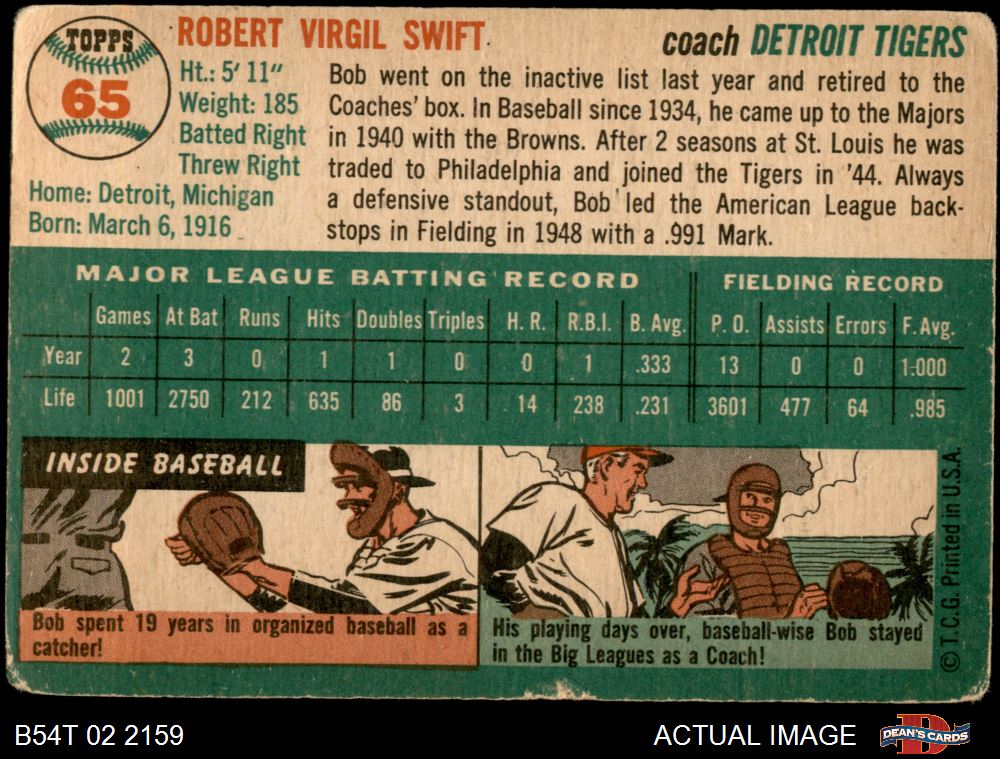 TOPPS
65
ROBERT VIRGIL SWIFT
coach DETROIT TIGERS
Ht.: 5' 11"
Weight: 185
Batted Right
Threw Right
Home: Detroit, Michigan
Born: March 6, 1916
Bob went on the inactive list last year and retired to the
Coaches' box. In Baseball since 1934, he came up to the Majors
in 1940 with the Browns. After 2 seasons at St. Louis he was
traded to Philadelphia and joined the Tigers in '44. Always
a defensive standout, Bob led the American League back-
stops in Fielding in 1948 with a .991 Mark.
MAJOR LEAGUE BATTING RECORD FIELDING RECORD
Games At Bat Runs Hits Doubles Triples H. R. R.B.I. B. Avg. P. O. Assists Errors F. Avg.
Year 2 3 0 1 1 0 0 1 .333 13 0 0 1.000
Life 1001 2750 212 635 86 3 14 238 .231 3601 477 64 .985
INSIDE BASEBALL
Bob spent 19 years in organized baseball as a
catcher!
His playing days over, baseball-wise Bob stayed
in the Big Leagues as a Coach!
© T.C.G. Printed in U.S.A.
B54T 02 2159
ACTUAL IMAGE
DEAN'S CARDS